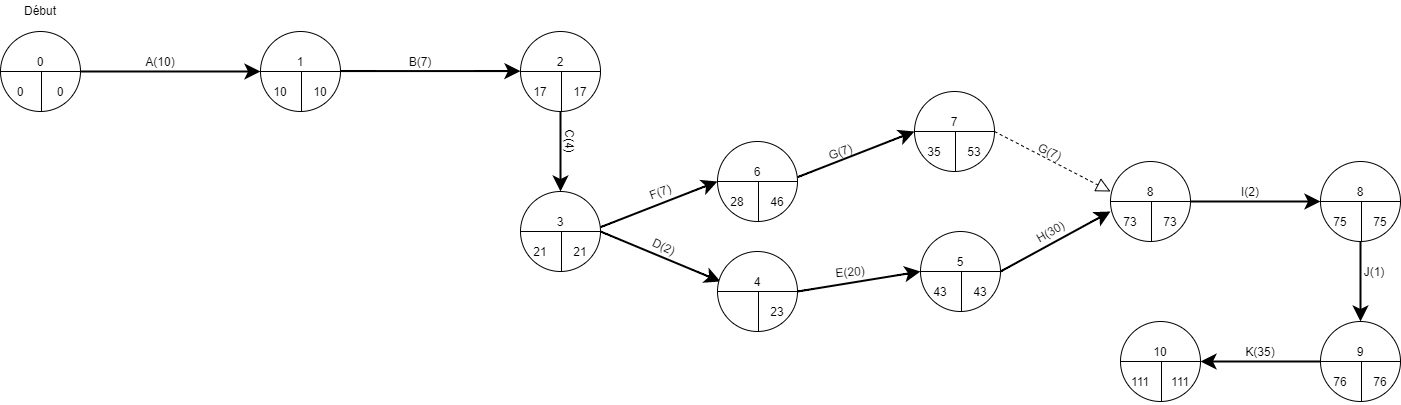 Début
0
0 0
A(10)
1
10 10
B(7)
2
17 17
C(4)
3
21 21
F(7)
6
28 46
G(7)
7
35 53
G(7)
D(2)
4
23
E(20)
5
43 43
H(30)
8
73 73
I(2)
8
75 75
J(1)
9
76 76
K(35)
10
111 111